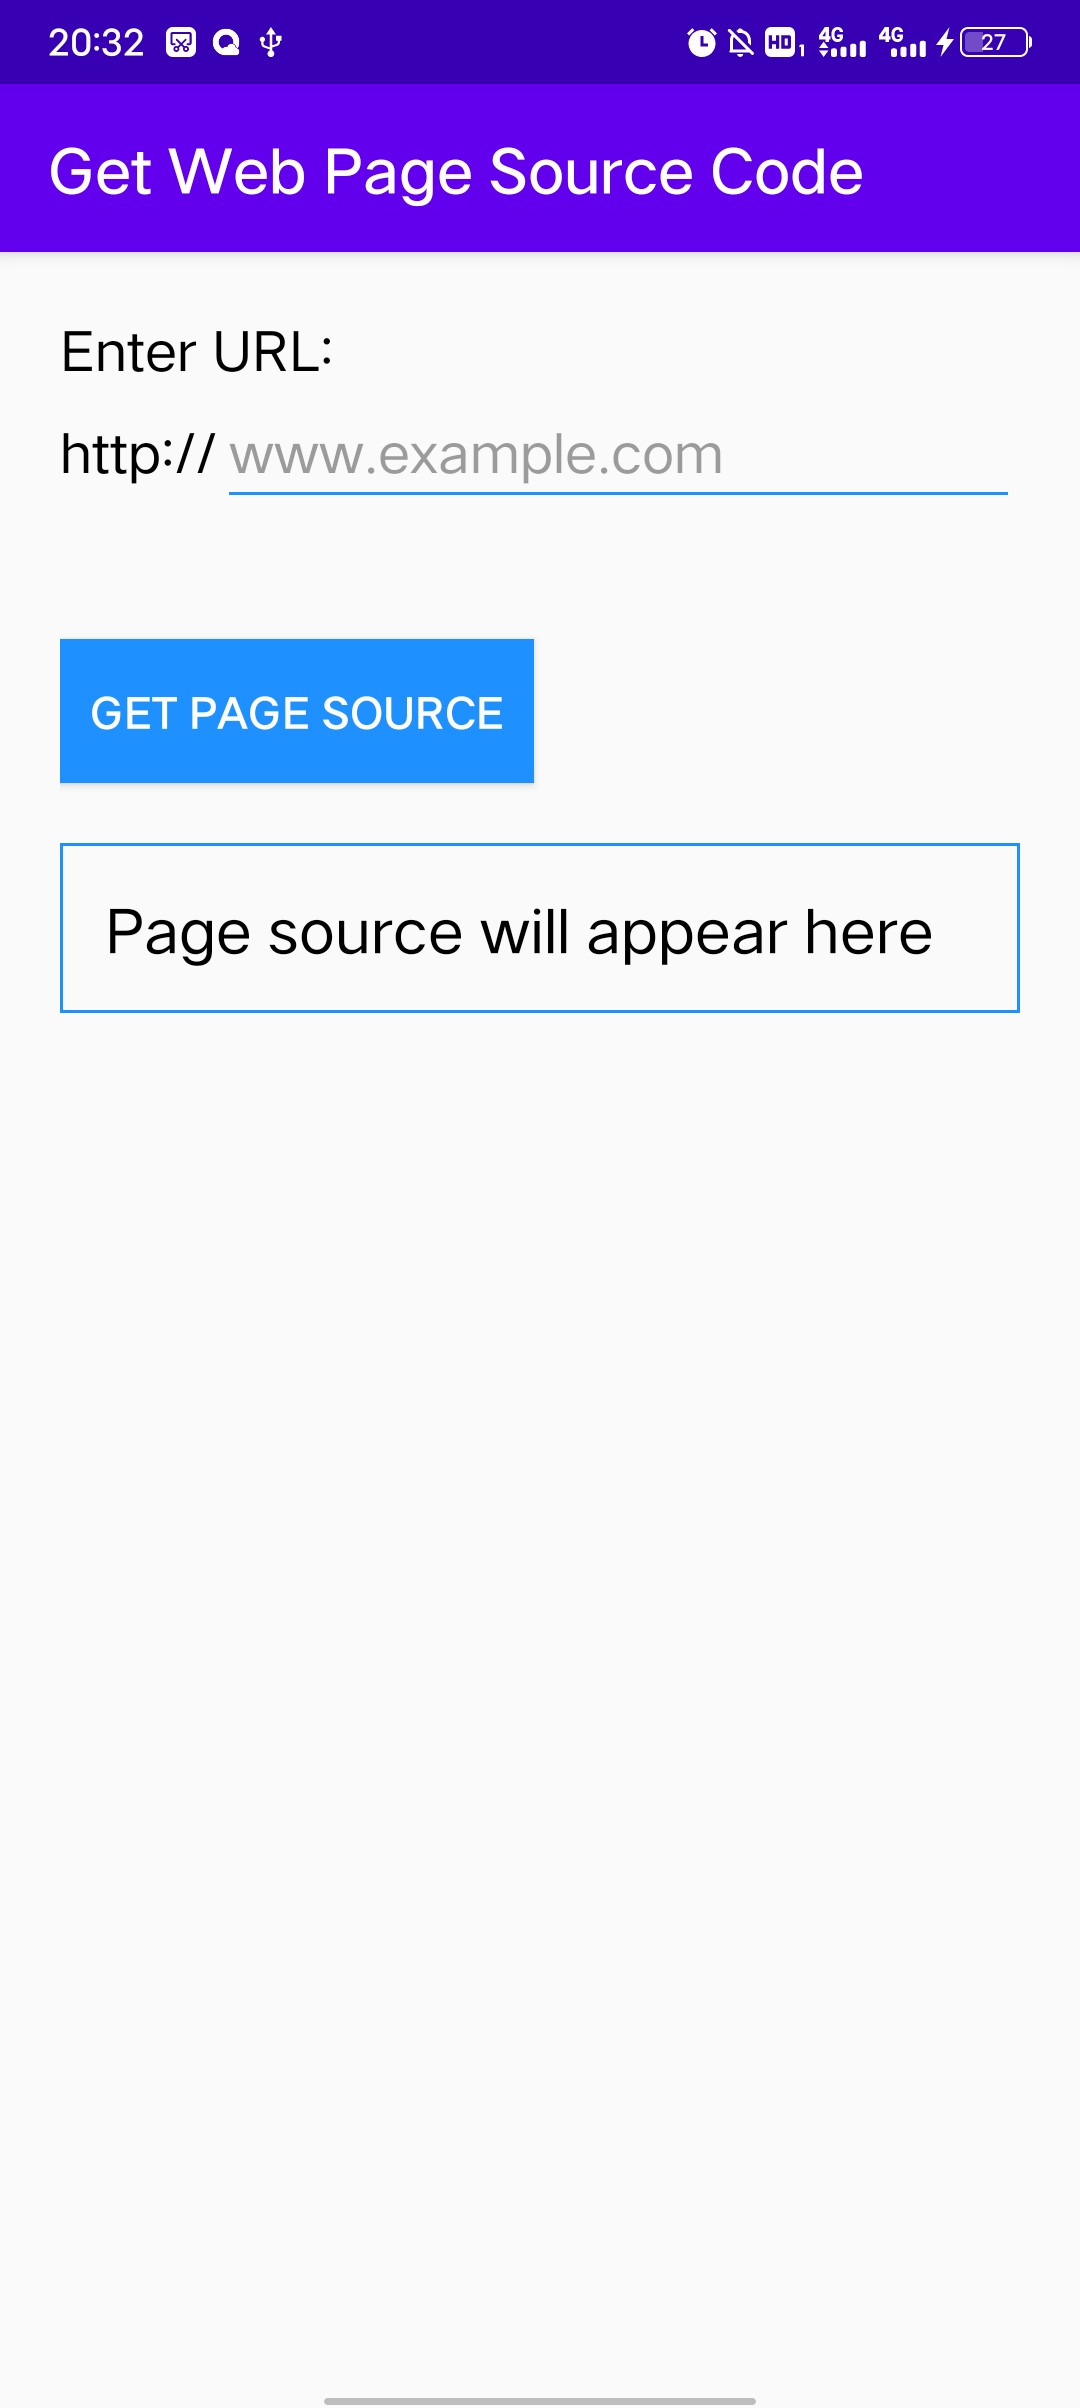 20:32 HD 1 4G 4G 27
Get Web Page Source Code
Enter URL:
http:// www.example.com
GET PAGE SOURCE
Page source will appear here